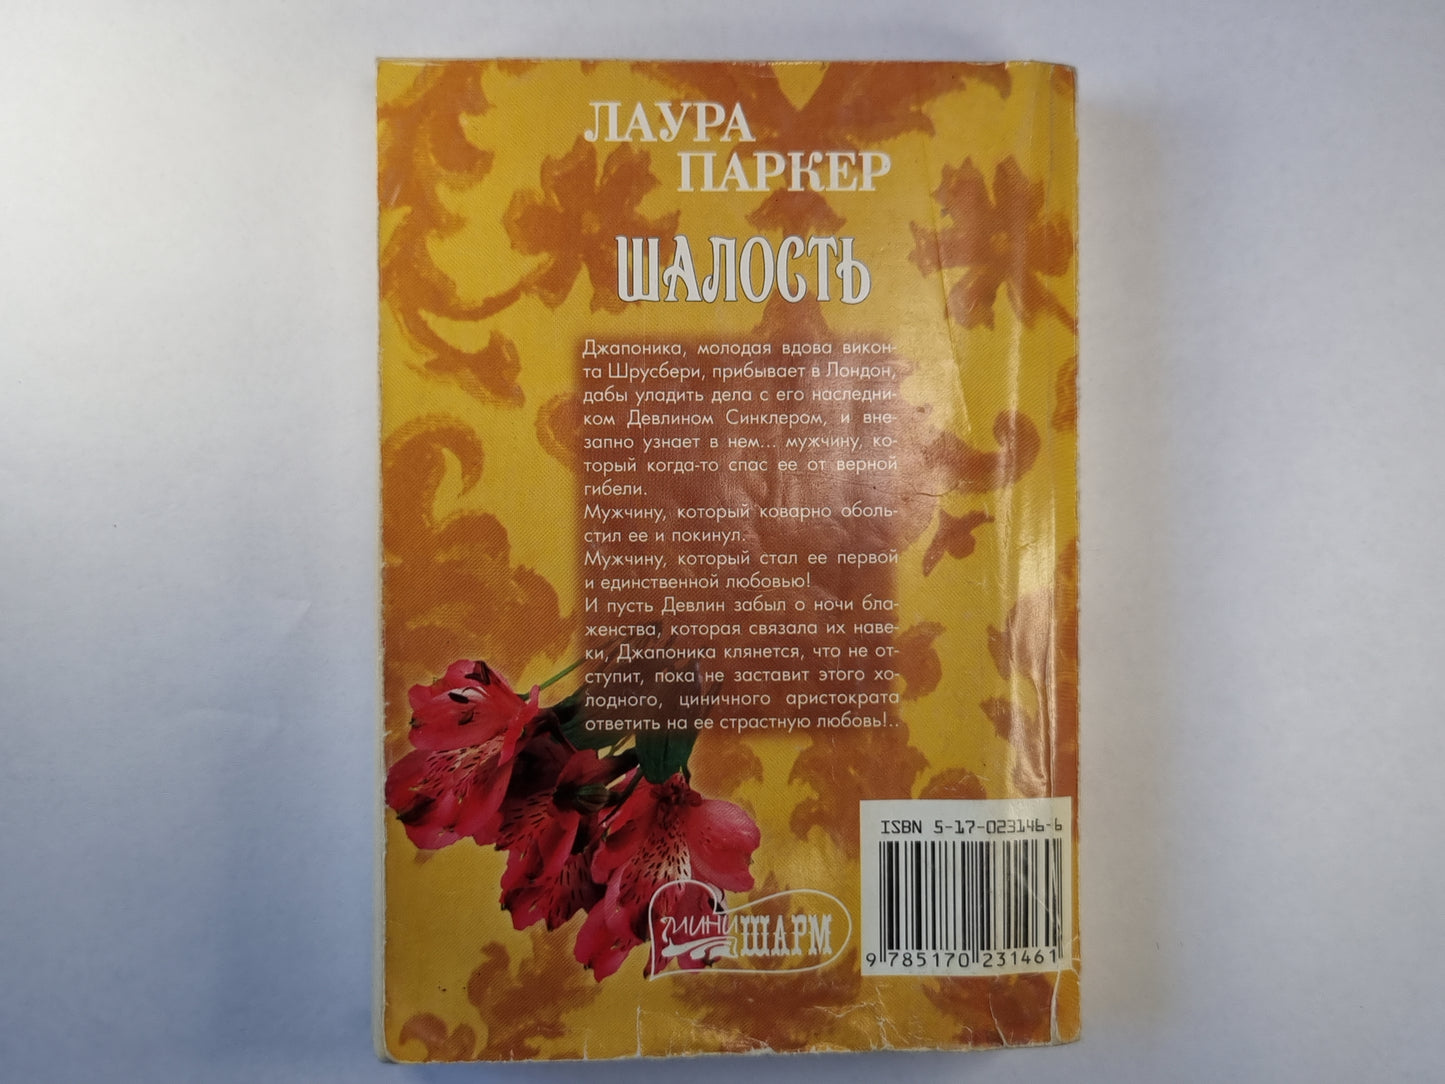 ЛАУРА
ПАРКЕР
ШАЛОСТЬ
Джапоника, молодая вдова викон-
та Шрусбери, прибывает в Лондон,
дабы уладить дела с его наследни-
ком Девлином Синклером, и вне-
запно узнает в нем... мужчину, ко-
торый когда-то спас ее от верной
гибели.
Мужчину, который коварно оболь-
стил ее и покинул.
Мужчину, который стал ее первой
и единственной любовью!
И пусть Девлин забыл о ночи бла-
женства, которая связала их наве-
ки, Джапоника клянется, что не от-
ступит, пока не заставит этого хо-
лодного, циничного аристократа
ответить на ее страстную любовь!..
ISBN 5-17-023146-6
9 785170 231461
МИНИ ШАРМ